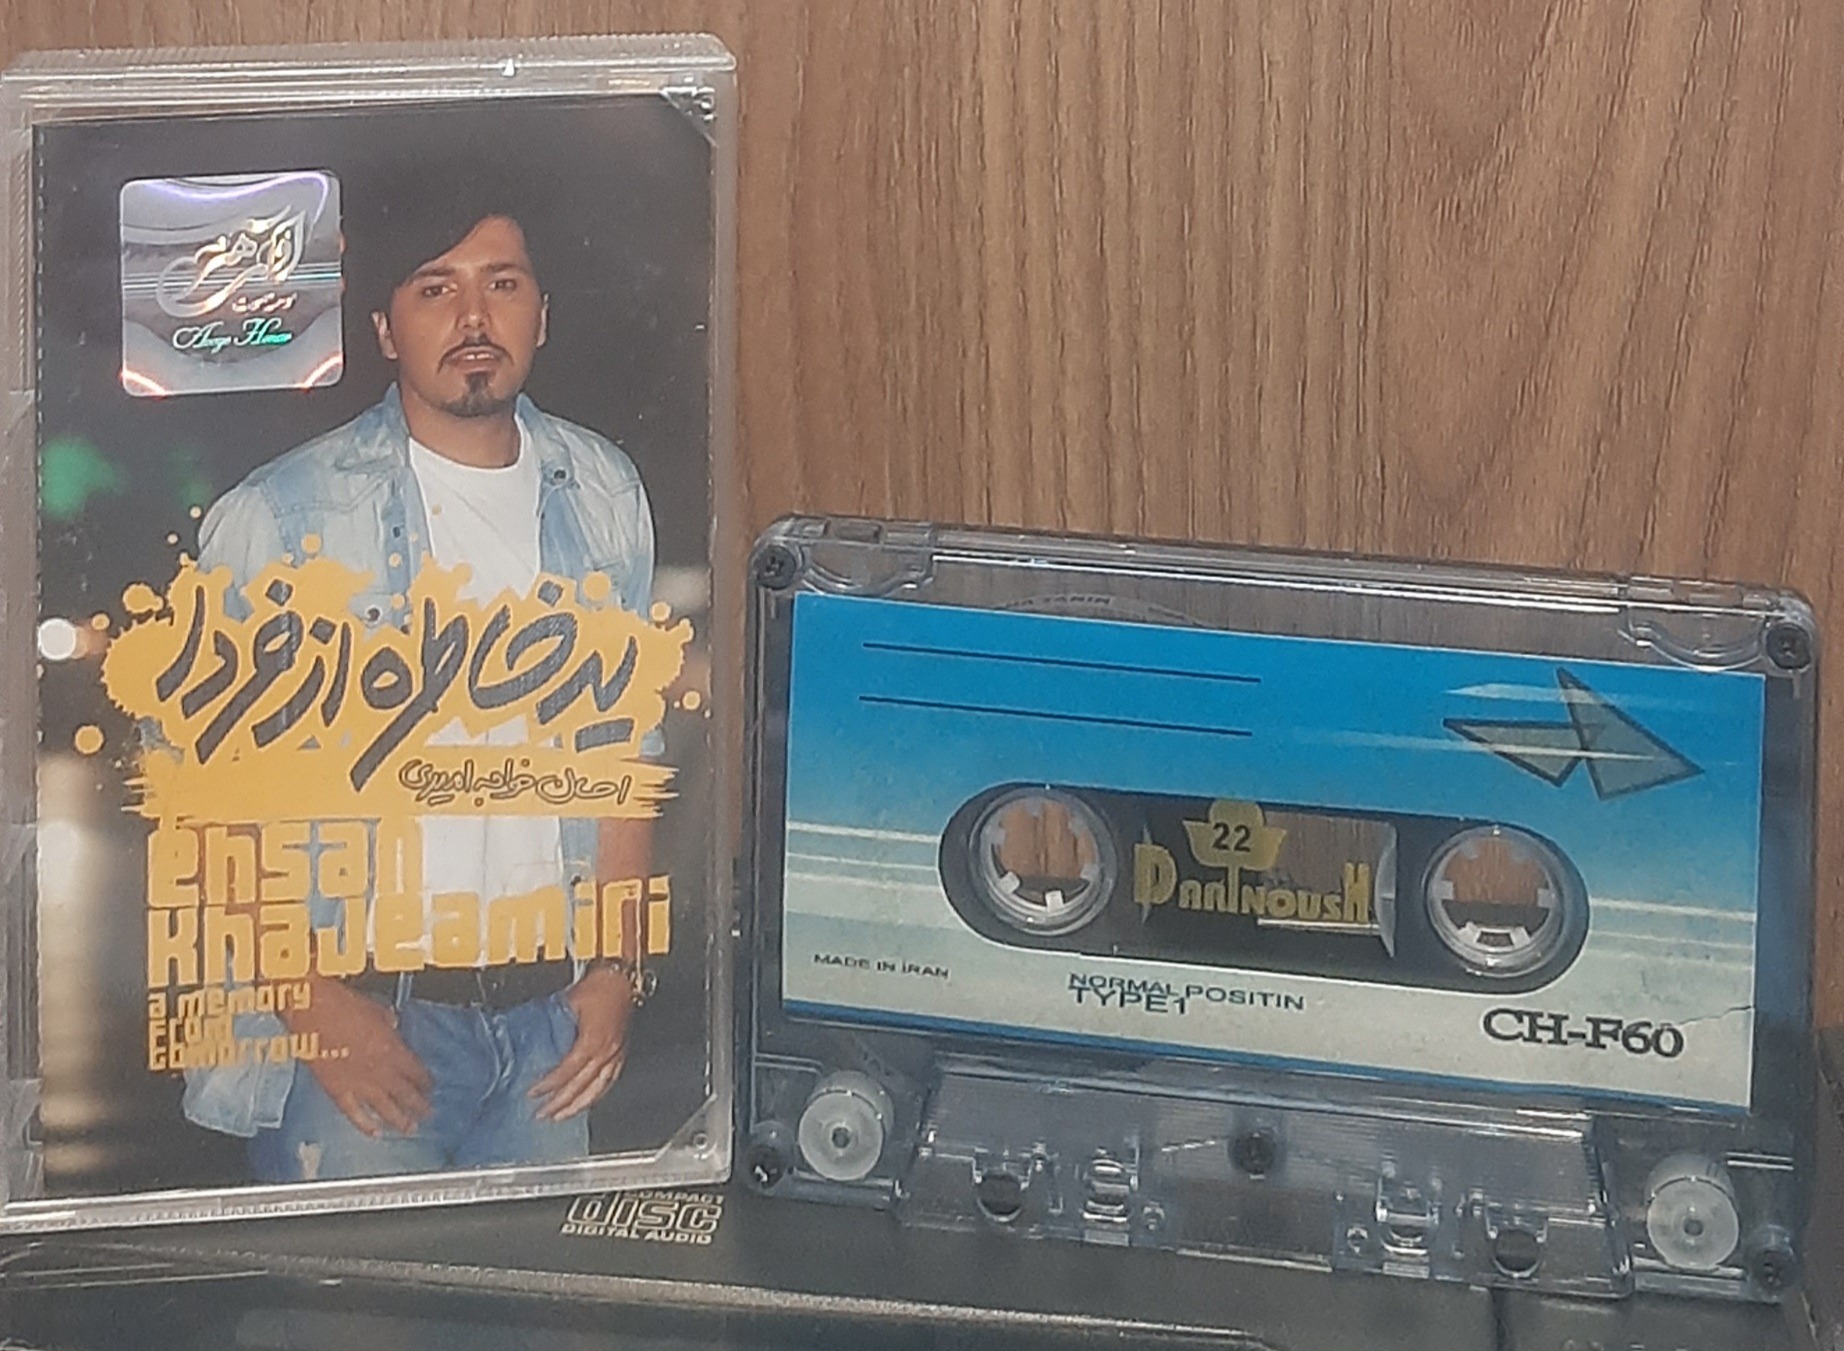 آوای هنر
Avaye Honar
یه خاطره از فردا
احسان خواجه امیری
ehsan
khajeamiri
a memory
from
tomorrow...
22
DARINOUSH
MADE IN IRAN
NORMAL POSITIN
TYPE1
CH-F60
COMPACT
disc
DIGITAL AUDIO